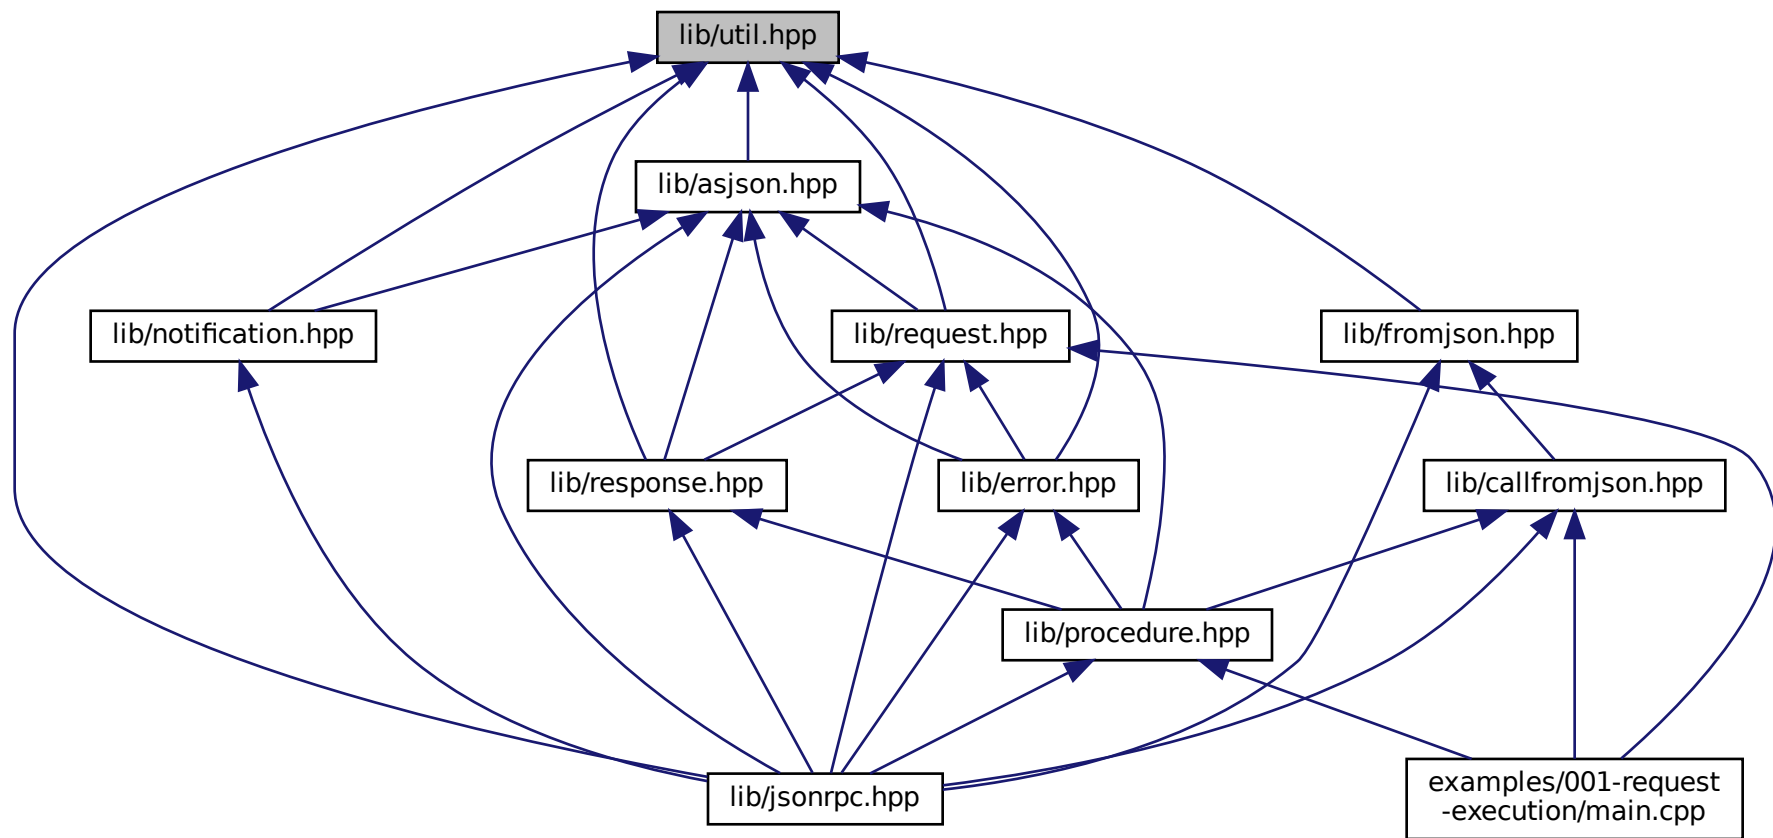 lib/util.hpp
lib/asjson.hpp
lib/notification.hpp
lib/request.hpp
lib/fromjson.hpp
lib/response.hpp
lib/error.hpp
lib/callfromjson.hpp
lib/procedure.hpp
lib/jsonrpc.hpp
examples/001-request
-execution/main.cpp